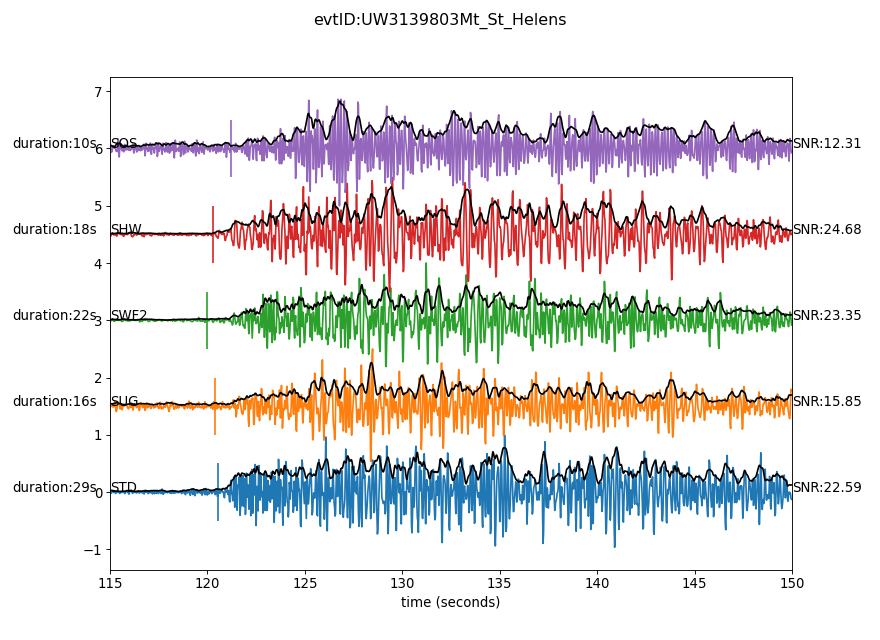 evtID:UW3139803Mt_St_Helens
7
duration:10s SOS SNR:12.31
6
5
duration:18s SHW SNR:24.68
4
duration:22s SWF2 SNR:23.35
3
2
duration:16s SUG SNR:15.85
1
duration:29s STD SNR:22.59
0
−1
115 120 125 130 135 140 145 150
time (seconds)